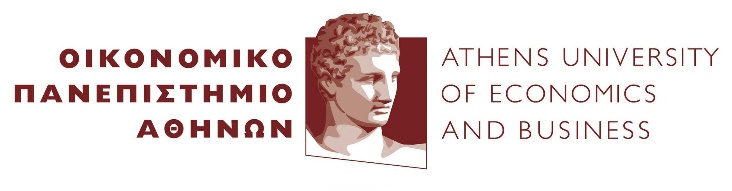 ΟΙΚΟΝΟΜΙΚΟ
ΠΑΝΕΠΙΣΤΗΜΙΟ
ΑΘΗΝΩΝ
ATHENS UNIVERSITY
OF ECONOMICS
AND BUSINESS